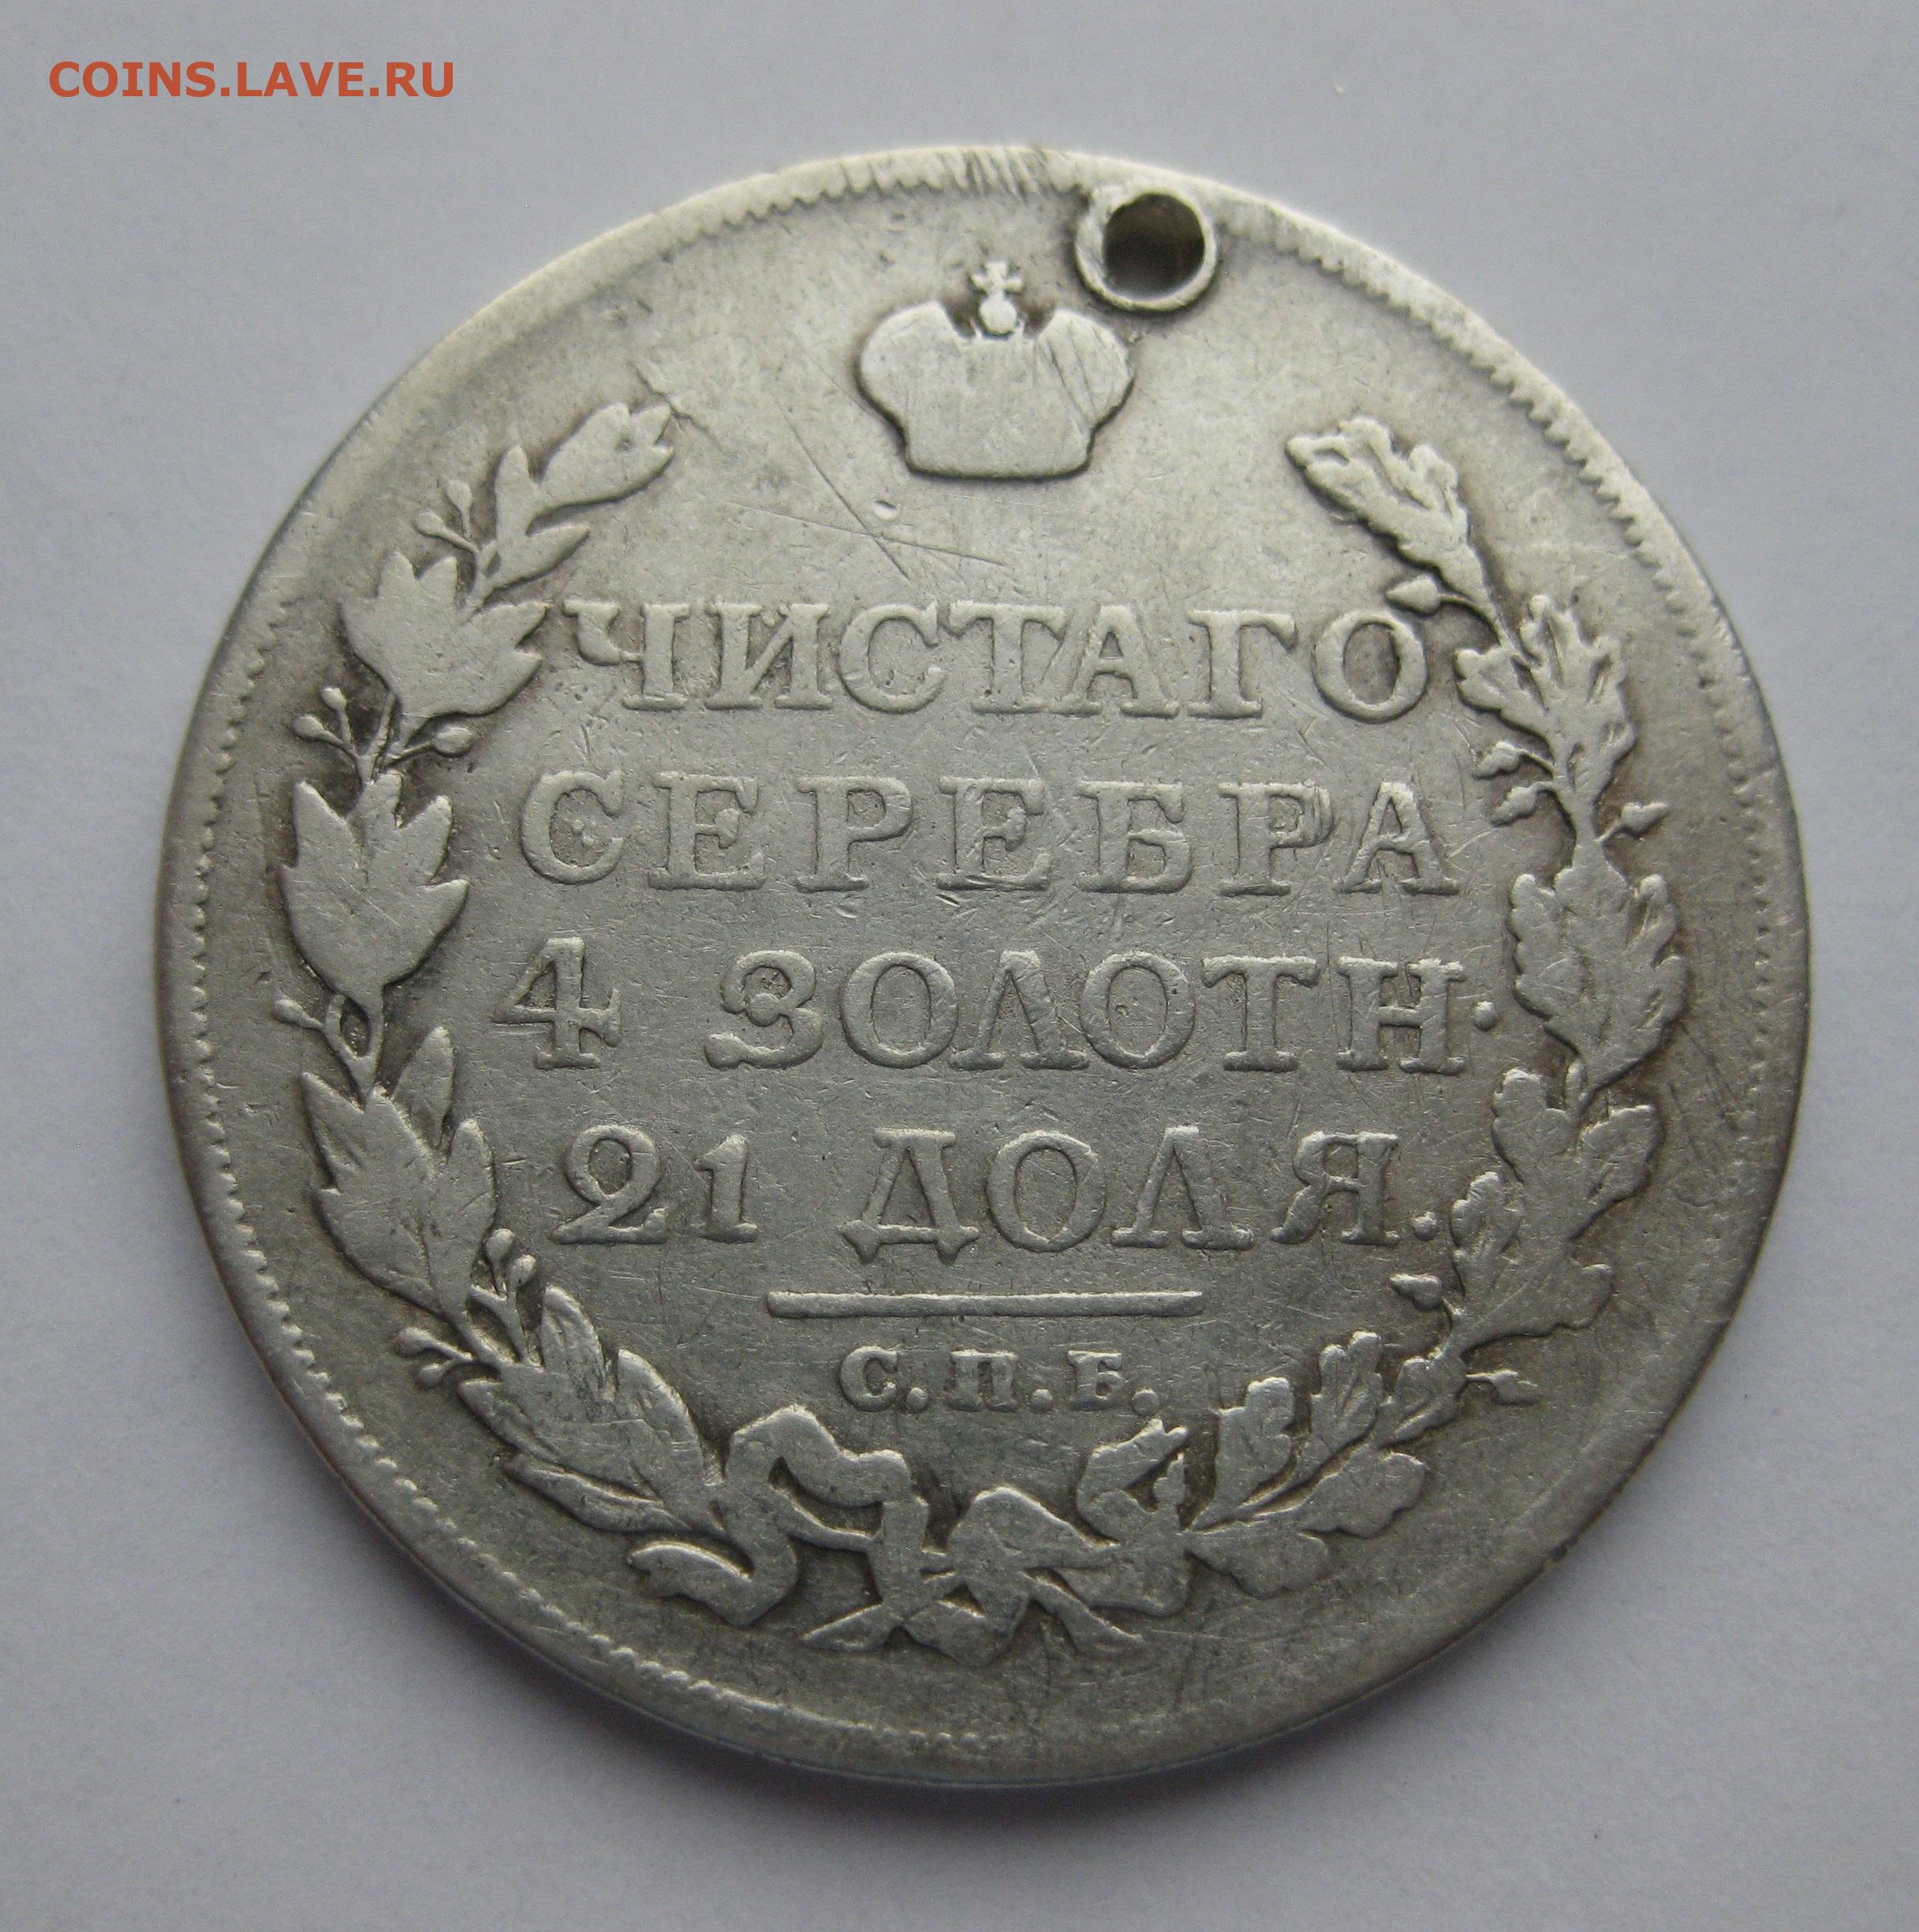 COINS.LAVE.RU
ЧИСТАГО
СЕРЕБРА
4 ЗОЛОТН.
21 ДОЛЯ.
С.П.Б.